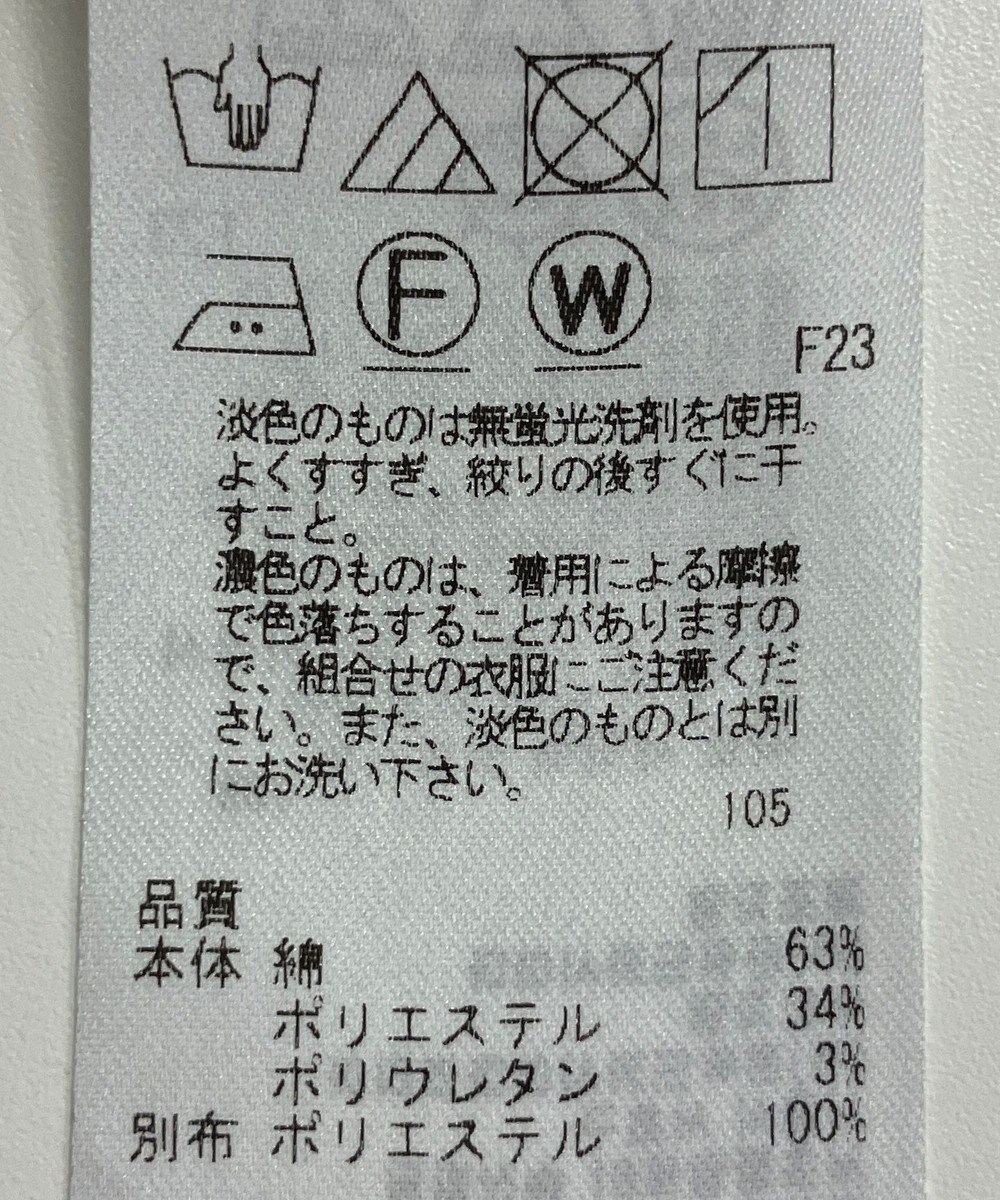 F
W
F23
淡色のものは無蛍光洗剤を使用。
よくすすぎ、絞りの後すぐに干
すこと。
濃色のものは、着用による摩擦
で色落ちすることがありますの
で、組合せの衣服にご注意くだ
さい。また、淡色のものとは別
にお洗い下さい。
105
品質
本体 綿 63%
ポリエステル 34%
ポリウレタン 3%
別布 ポリエステル 100%